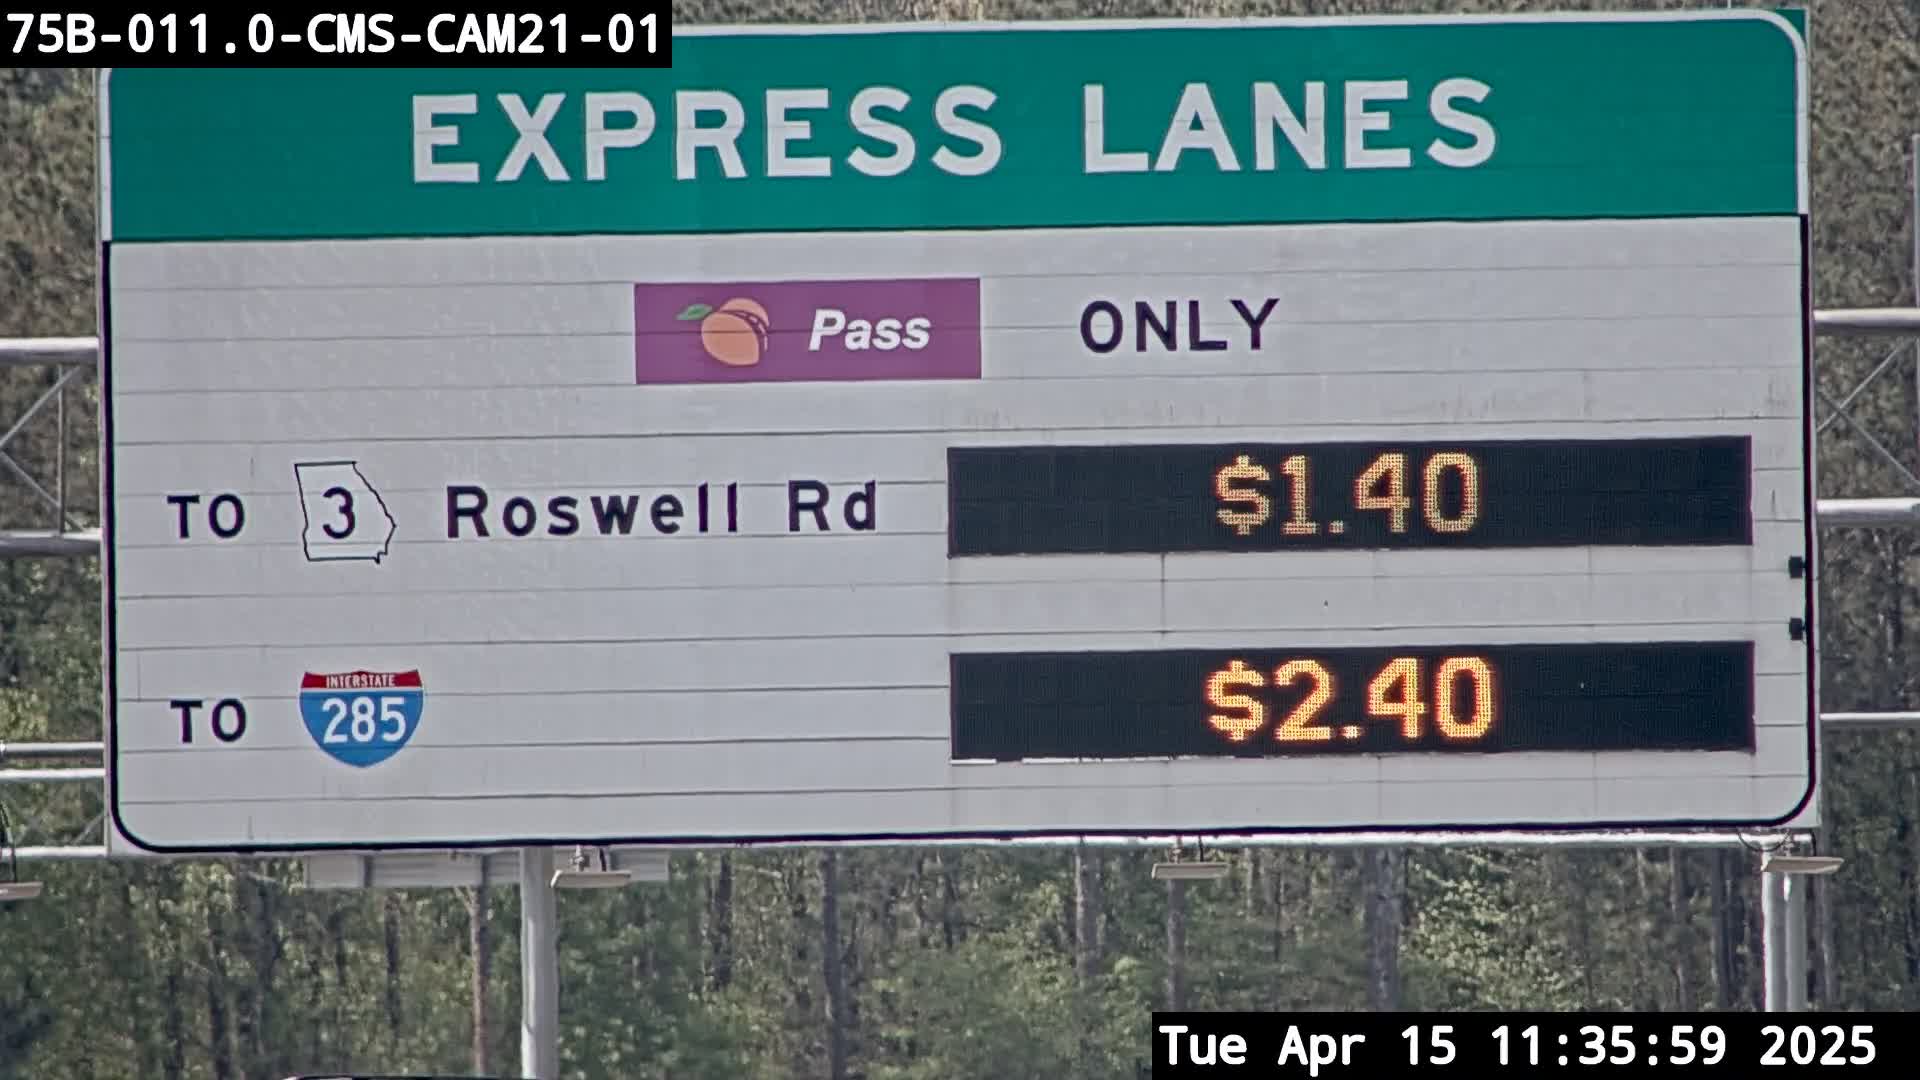 75B-011.0-CMS-CAM21-01
EXPRESS LANES
Pass ONLY
TO 3 Roswell Rd $1.40
INTERSTATE
TO 285 $2.40
Tue Apr 15 11:35:59 2025